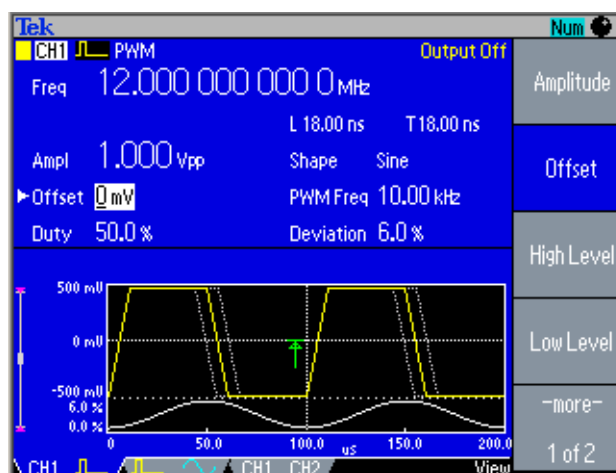 Tek
Num
CH1 PWM
Output Off
Freq 12.000 000 000 0 MHz
L 18.00 ns T 18.00 ns
Ampl 1.000 Vpp
Shape Sine
Offset 0 mV
PWM Freq 10.00 kHz
Duty 50.0 %
Deviation 6.0 %
500 mV
0 mV
-500 mV
6.0 %
0.0 %
0 50.0 100.0 us 150.0 200.0
CH1 CH1 CH2 View
Amplitude
Offset
High Level
Low Level
-more-
1 of 2